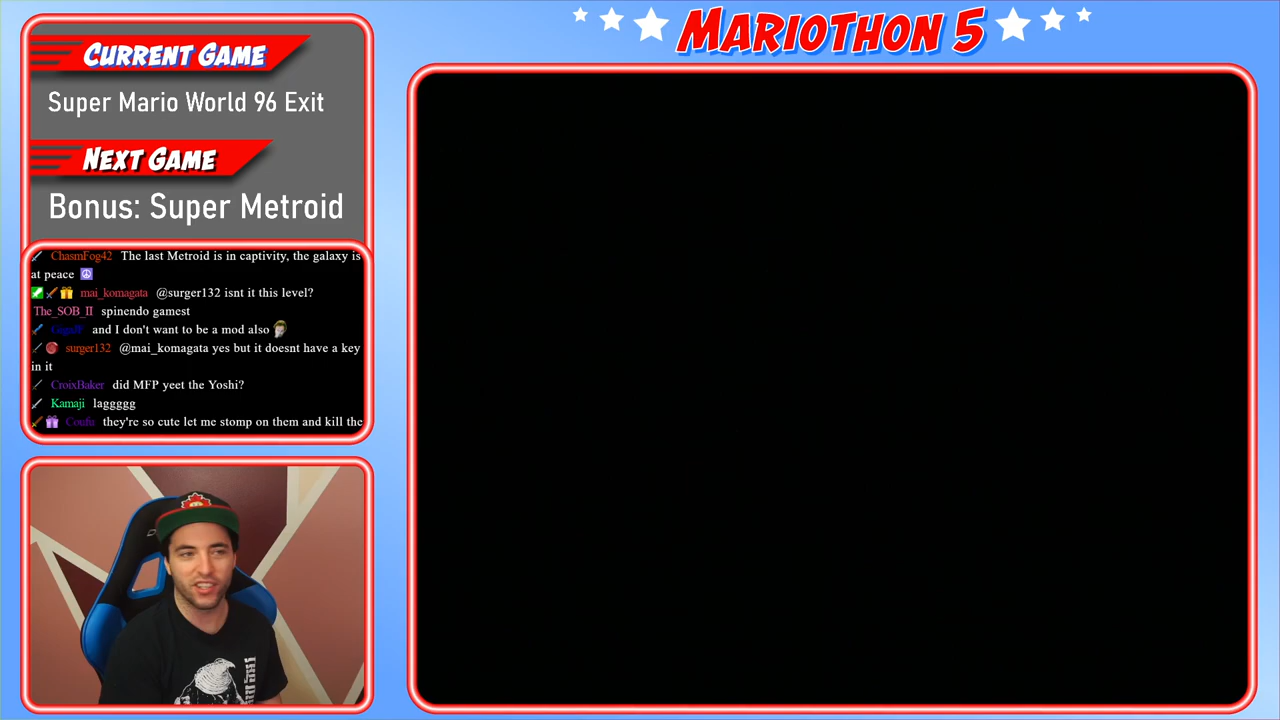 MARIOTHON 5
CURRENT GAME
Super Mario World 96 Exit
NEXT GAME
Bonus: Super Metroid
ChasmFog42 The last Metroid is in captivity, the galaxy is
at peace
mai_komagata @surger132 isnt it this level?
The_SOB_II spinendo gamest
and I don't want to be a mod also
surger132 @mai_komagata yes but it doesnt have a key
in it
CroixBaker did MFP yeet the Yoshi?
Kamaji laggggg
Coufu they're so cute let me stomp on them and kill the